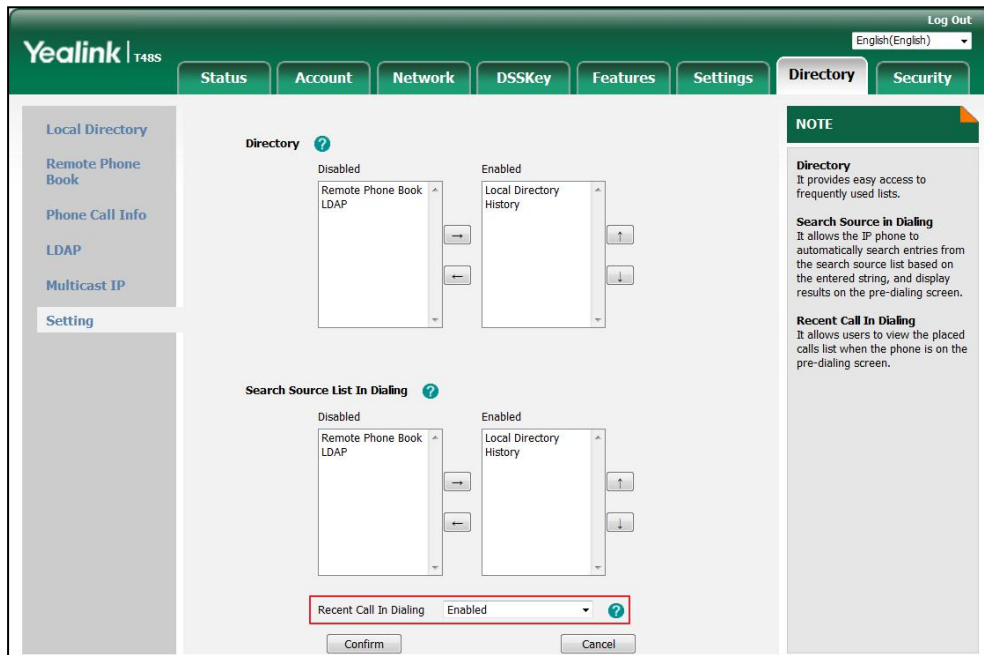 Log Out
Yealink | T48S
English(English)
Status
Account
Network
DSSKey
Features
Settings
Directory
Security
Local Directory
Remote Phone
Book
Phone Call Info
LDAP
Multicast IP
Setting
Directory ?
Disabled
Enabled
Remote Phone Book
LDAP
Local Directory
History
→
←
↑
↓
Search Source List In Dialing ?
Disabled
Enabled
Remote Phone Book
LDAP
Local Directory
History
→
←
↑
↓
Recent Call In Dialing Enabled ?
Confirm
Cancel
NOTE
Directory
It provides easy access to
frequently used lists.
Search Source in Dialing
It allows the IP phone to
automatically search entries from
the search source list based on
the entered string, and display
results on the pre-dialing screen.
Recent Call In Dialing
It allows users to view the placed
calls list when the phone is on the
pre-dialing screen.